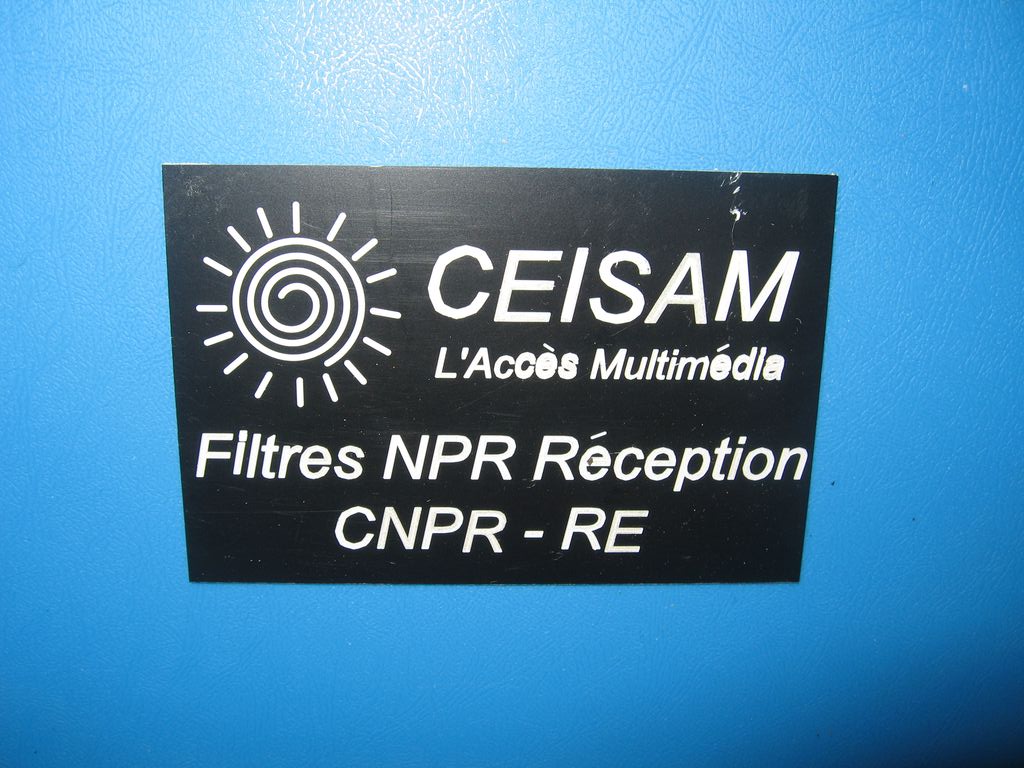 CEISAM
L'Accès Multimédia
Filtres NPR Réception
CNPR - RE